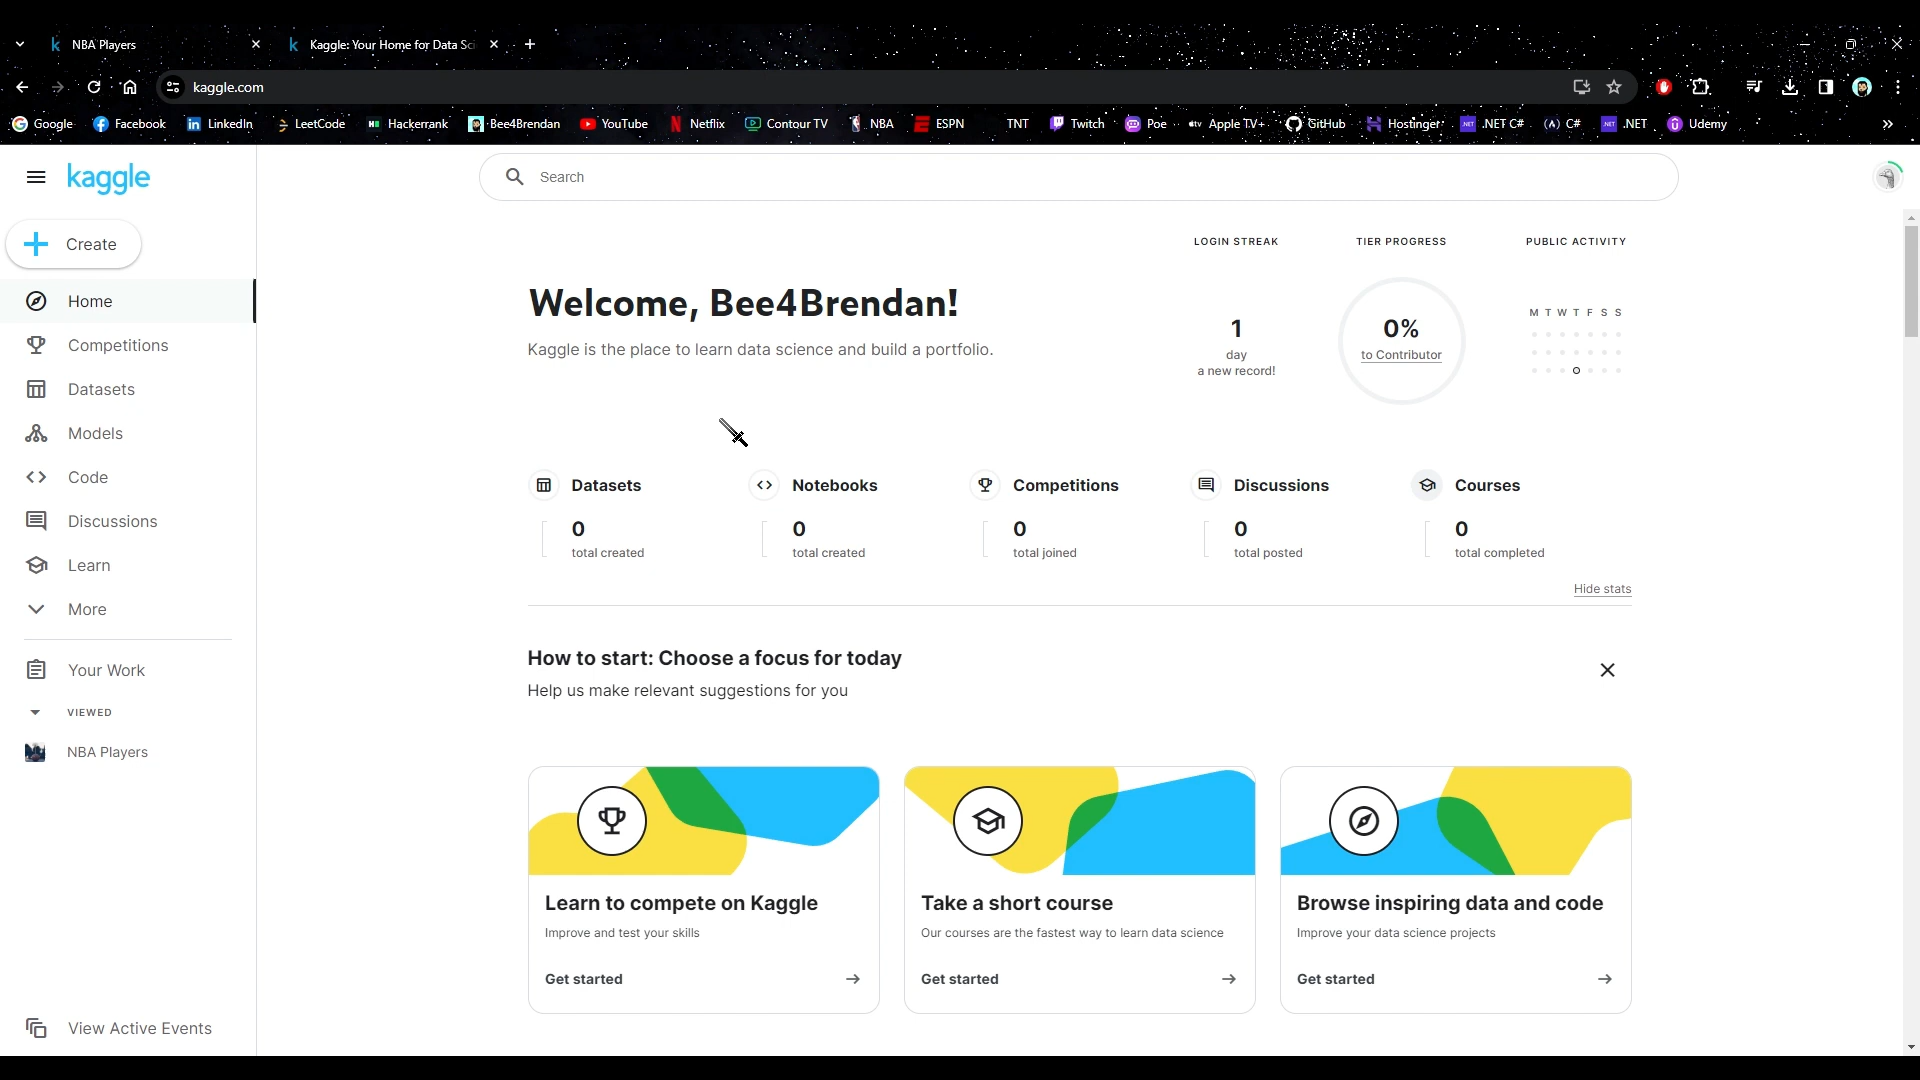 NBA Players
Kaggle: Your Home for Data Sci
kaggle.com
Google Facebook LinkedIn LeetCode Hackerrank Bee4Brendan YouTube Netflix Contour TV NBA ESPN TNT Twitch Poe Apple TV+ GitHub Hostinger .NET C# C# .NET Udemy
kaggle
Search
Create
Home
Competitions
Datasets
Models
Code
Discussions
Learn
More
Your Work
VIEWED
NBA Players
View Active Events
Welcome, Bee4Brendan!
Kaggle is the place to learn data science and build a portfolio.
LOGIN STREAK
1
day
a new record!
TIER PROGRESS
0%
to Contributor
PUBLIC ACTIVITY
M T W T F S S
Datasets
0
total created
Notebooks
0
total created
Competitions
0
total joined
Discussions
0
total posted
Courses
0
total completed
Hide stats
How to start: Choose a focus for today
Help us make relevant suggestions for you
Learn to compete on Kaggle
Improve and test your skills
Get started
Take a short course
Our courses are the fastest way to learn data science
Get started
Browse inspiring data and code
Improve your data science projects
Get started